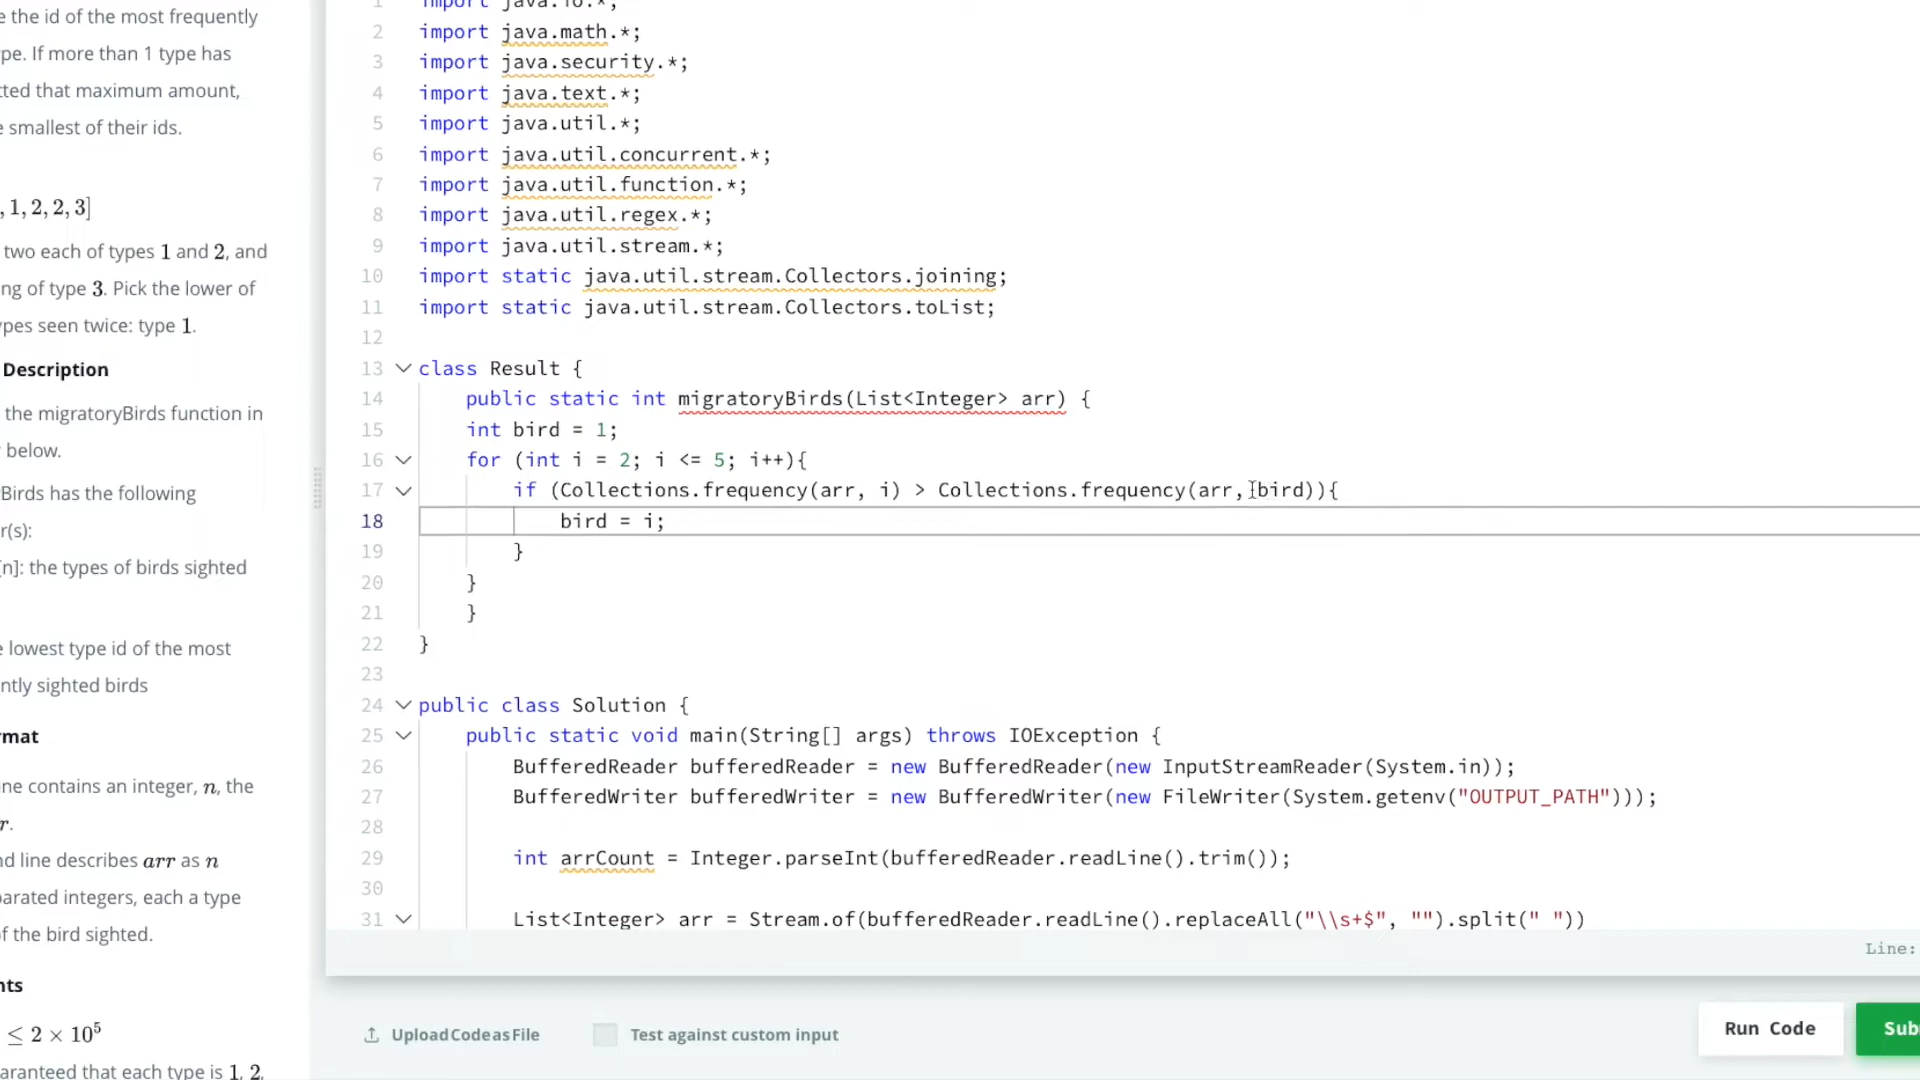 the id of the most frequently
If more than 1 type has
that maximum amount,
smallest of their ids.
, 1, 2, 2, 3]
two each of types 1 and 2, and
of type 3. Pick the lower of
seen twice: type 1.
Description
the migratoryBirds function in
below.
Birds has the following
[n]: the types of birds sighted
lowest type id of the most
sighted birds
contains an integer, n, the
line describes arr as n
integers, each a type
of the bird sighted.
≤ 2 × 10^5
that each type is 1, 2,
1 import java.io.*;
2 import java.math.*;
3 import java.security.*;
4 import java.text.*;
5 import java.util.*;
6 import java.util.concurrent.*;
7 import java.util.function.*;
8 import java.util.regex.*;
9 import java.util.stream.*;
10 import static java.util.stream.Collectors.joining;
11 import static java.util.stream.Collectors.toList;
12
13 class Result {
14 public static int migratoryBirds(List<Integer> arr) {
15 int bird = 1;
16 for (int i = 2; i <= 5; i++){
17 if (Collections.frequency(arr, i) > Collections.frequency(arr, bird)){
18 bird = i;
19 }
20 }
21 }
22 }
23
24 public class Solution {
25 public static void main(String[] args) throws IOException {
26 BufferedReader bufferedReader = new BufferedReader(new InputStreamReader(System.in));
27 BufferedWriter bufferedWriter = new BufferedWriter(new FileWriter(System.getenv("OUTPUT_PATH")));
28
29 int arrCount = Integer.parseInt(bufferedReader.readLine().trim());
30
31 List<Integer> arr = Stream.of(bufferedReader.readLine().replaceAll("\\s+$", "").split(" "))
Line:
Upload Code as File
Test against custom input
Run Code